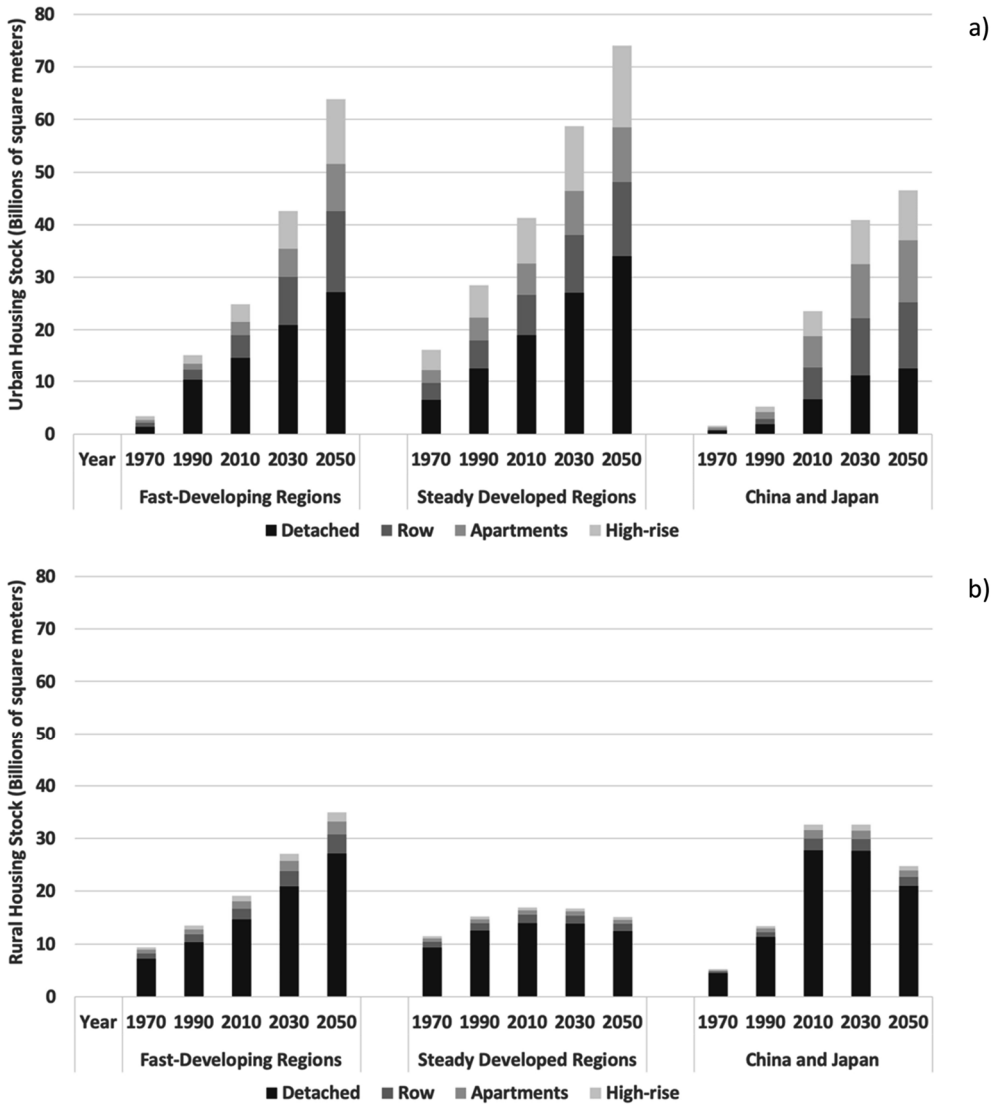 a)
Urban Housing Stock (Billions of square meters)
80
70
60
50
40
30
20
10
0
Year 1970 1990 2010 2030 2050 1970 1990 2010 2030 2050 1970 1990 2010 2030 2050
Fast-Developing Regions Steady Developed Regions China and Japan
Detached Row Apartments High-rise
b)
Rural Housing Stock (Billions of square meters)
80
70
60
50
40
30
20
10
0
Year 1970 1990 2010 2030 2050 1970 1990 2010 2030 2050 1970 1990 2010 2030 2050
Fast-Developing Regions Steady Developed Regions China and Japan
Detached Row Apartments High-rise